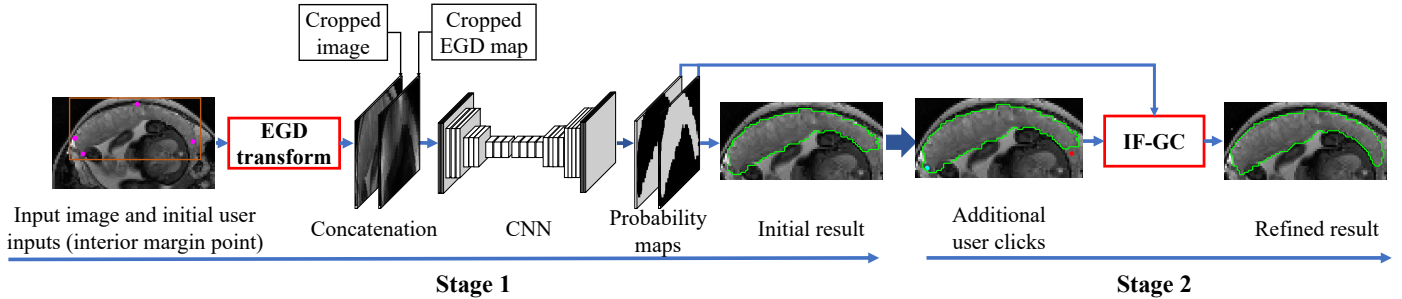 Cropped
image
Cropped
EGD map
EGD
transform
IF-GC
Input image and initial user
inputs (interior margin point)
Concatenation
CNN
Probability
maps
Initial result
Additional
user clicks
Refined result
Stage 1
Stage 2